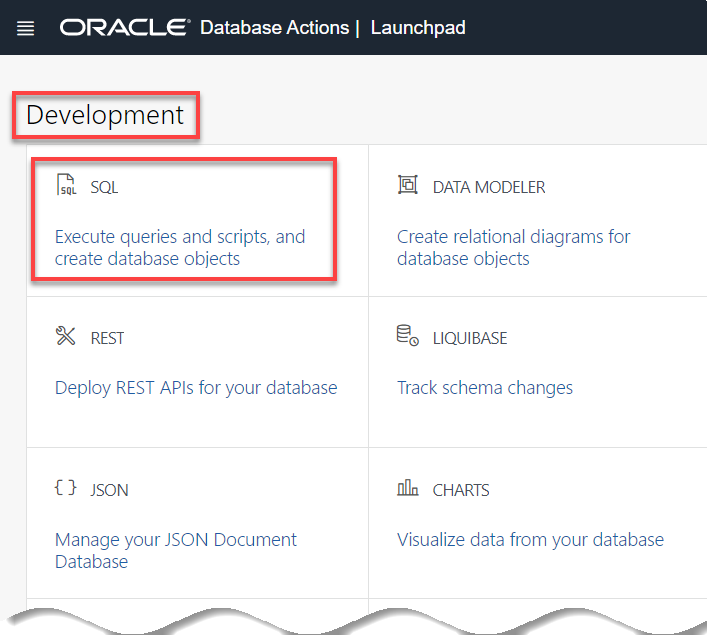 ORACLE® Database Actions | Launchpad
Development
SQL
Execute queries and scripts, and
create database objects
DATA MODELER
Create relational diagrams for
database objects
REST
Deploy REST APIs for your database
LIQUIBASE
Track schema changes
{ } JSON
Manage your JSON Document
Database
CHARTS
Visualize data from your database